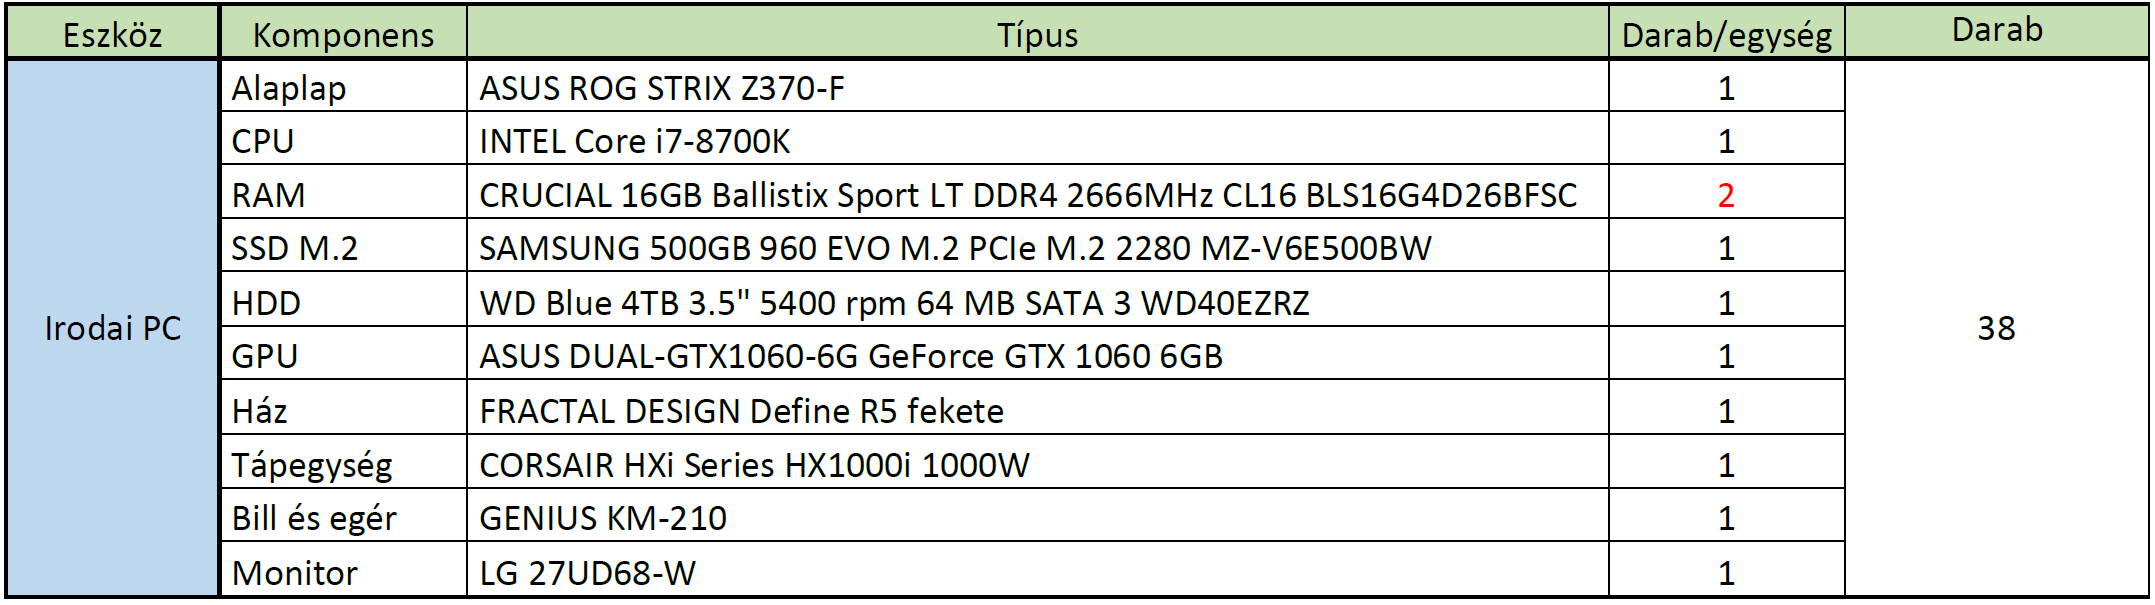 Eszköz Komponens Típus Darab/egység Darab
Alaplap ASUS ROG STRIX Z370-F 1
CPU INTEL Core i7-8700K 1
RAM CRUCIAL 16GB Ballistix Sport LT DDR4 2666MHz CL16 BLS16G4D26BFSC 2
SSD M.2 SAMSUNG 500GB 960 EVO M.2 PCIe M.2 2280 MZ-V6E500BW 1
HDD WD Blue 4TB 3.5" 5400 rpm 64 MB SATA 3 WD40EZRZ 1
Irodai PC 38
GPU ASUS DUAL-GTX1060-6G GeForce GTX 1060 6GB 1
Ház FRACTAL DESIGN Define R5 fekete 1
Tápegység CORSAIR HXi Series HX1000i 1000W 1
Bill és egér GENIUS KM-210 1
Monitor LG 27UD68-W 1